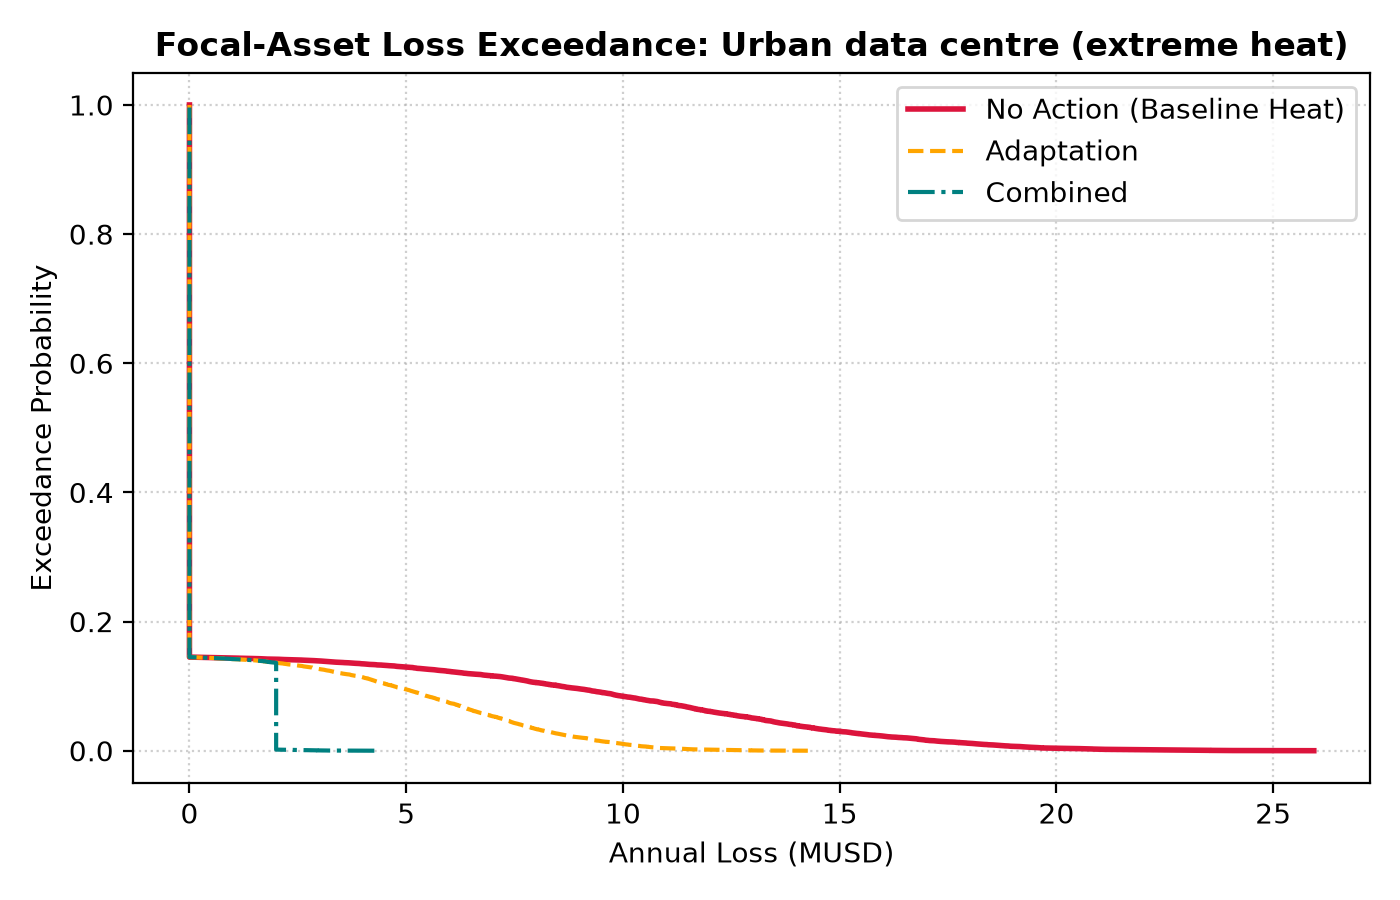 Focal-Asset Loss Exceedance: Urban data centre (extreme heat)
No Action (Baseline Heat)
Adaptation
Combined
Exceedance Probability
1.0
0.8
0.6
0.4
0.2
0.0
0
5
10
15
20
25
Annual Loss (MUSD)